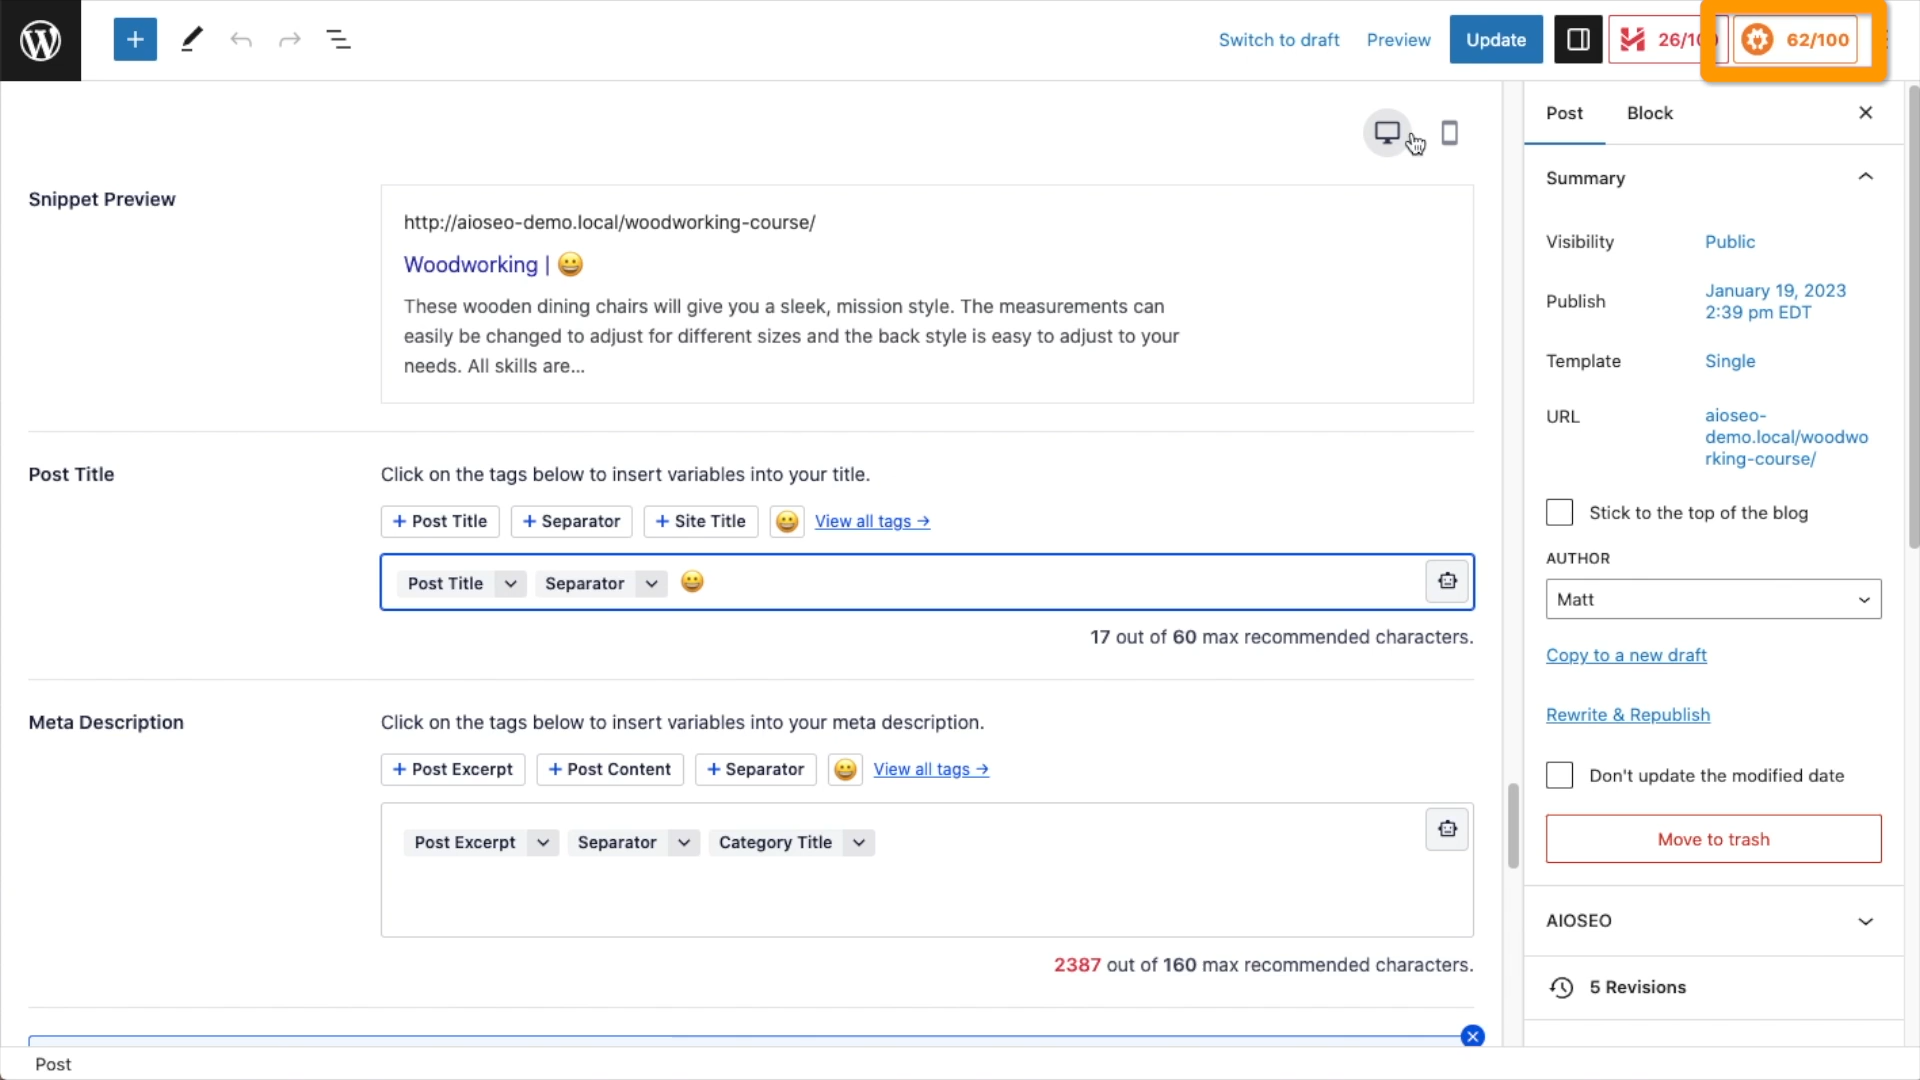 Switch to draft
Preview
Update
26/10
62/100
Post
Block
Snippet Preview
http://aioseo-demo.local/woodworking-course/
Woodworking | 😀
These wooden dining chairs will give you a sleek, mission style. The measurements can
easily be changed to adjust for different sizes and the back style is easy to adjust to your
needs. All skills are...
Post Title
Click on the tags below to insert variables into your title.
+ Post Title
+ Separator
+ Site Title
😀
View all tags →
Post Title
Separator
😀
17 out of 60 max recommended characters.
Meta Description
Click on the tags below to insert variables into your meta description.
+ Post Excerpt
+ Post Content
+ Separator
😀
View all tags →
Post Excerpt
Separator
Category Title
2387 out of 160 max recommended characters.
Summary
Visibility
Public
Publish
January 19, 2023
2:39 pm EDT
Template
Single
URL
aioseo-
demo.local/woodwo
rking-course/
Stick to the top of the blog
AUTHOR
Matt
Copy to a new draft
Rewrite & Republish
Don't update the modified date
Move to trash
AIOSEO
5 Revisions
Post